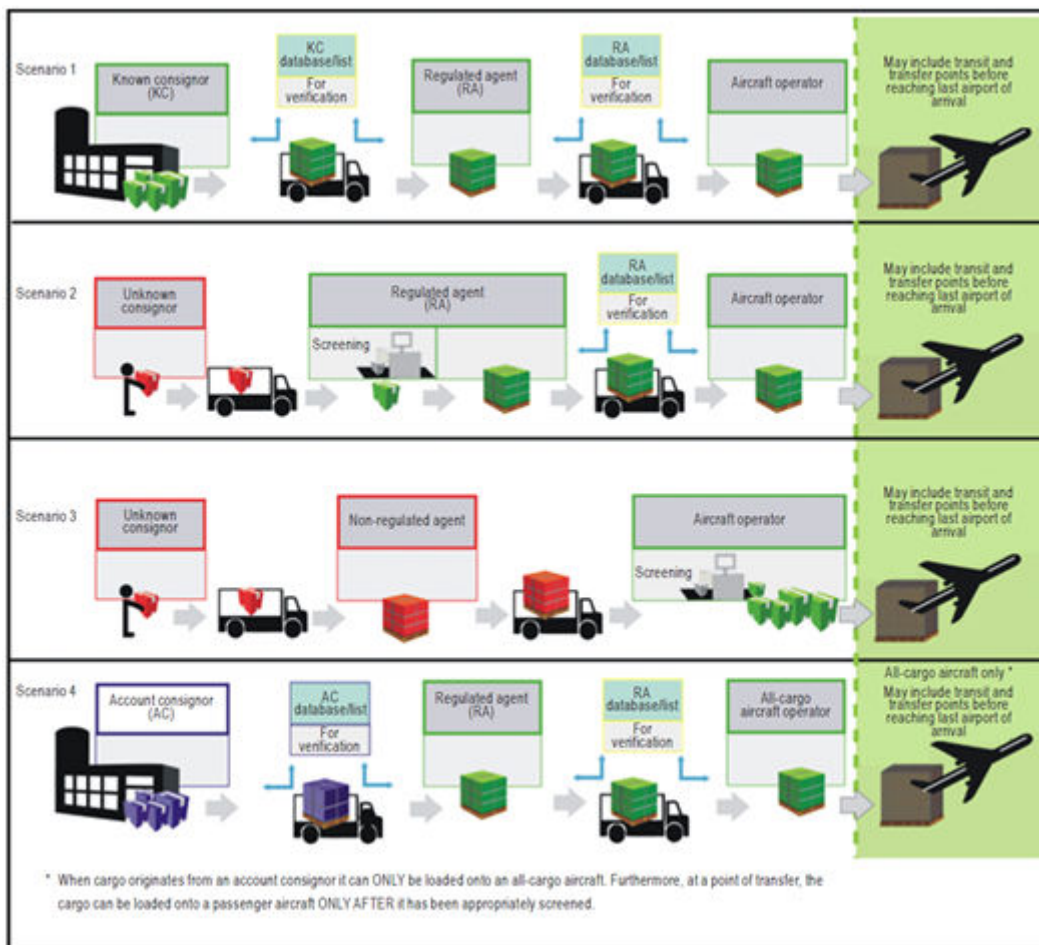 Scenario 1
Known consignor
(KC)
KC
database/list
For
verification
Regulated agent
(RA)
RA
database/list
For
verification
Aircraft operator
May include transit and
transfer points before
reaching last airport of
arrival
Scenario 2
Unknown
consignor
Regulated agent
(RA)
Screening
RA
database/list
For
verification
Aircraft operator
May include transit and
transfer points before
reaching last airport of
arrival
Scenario 3
Unknown
consignor
Non-regulated agent
Aircraft operator
Screening
May include transit and
transfer points before
reaching last airport of
arrival
Scenario 4
Account consignor
(AC)
AC
database/list
For
verification
Regulated agent
(RA)
RA
database/list
For
verification
All-cargo
aircraft operator
All-cargo aircraft only *
May include transit and
transfer points before
reaching last airport of
arrival
* When cargo originates from an account consignor it can ONLY be loaded onto an all-cargo aircraft. Furthermore, at a point of transfer, the
cargo can be loaded onto a passenger aircraft ONLY AFTER it has been appropriately screened.